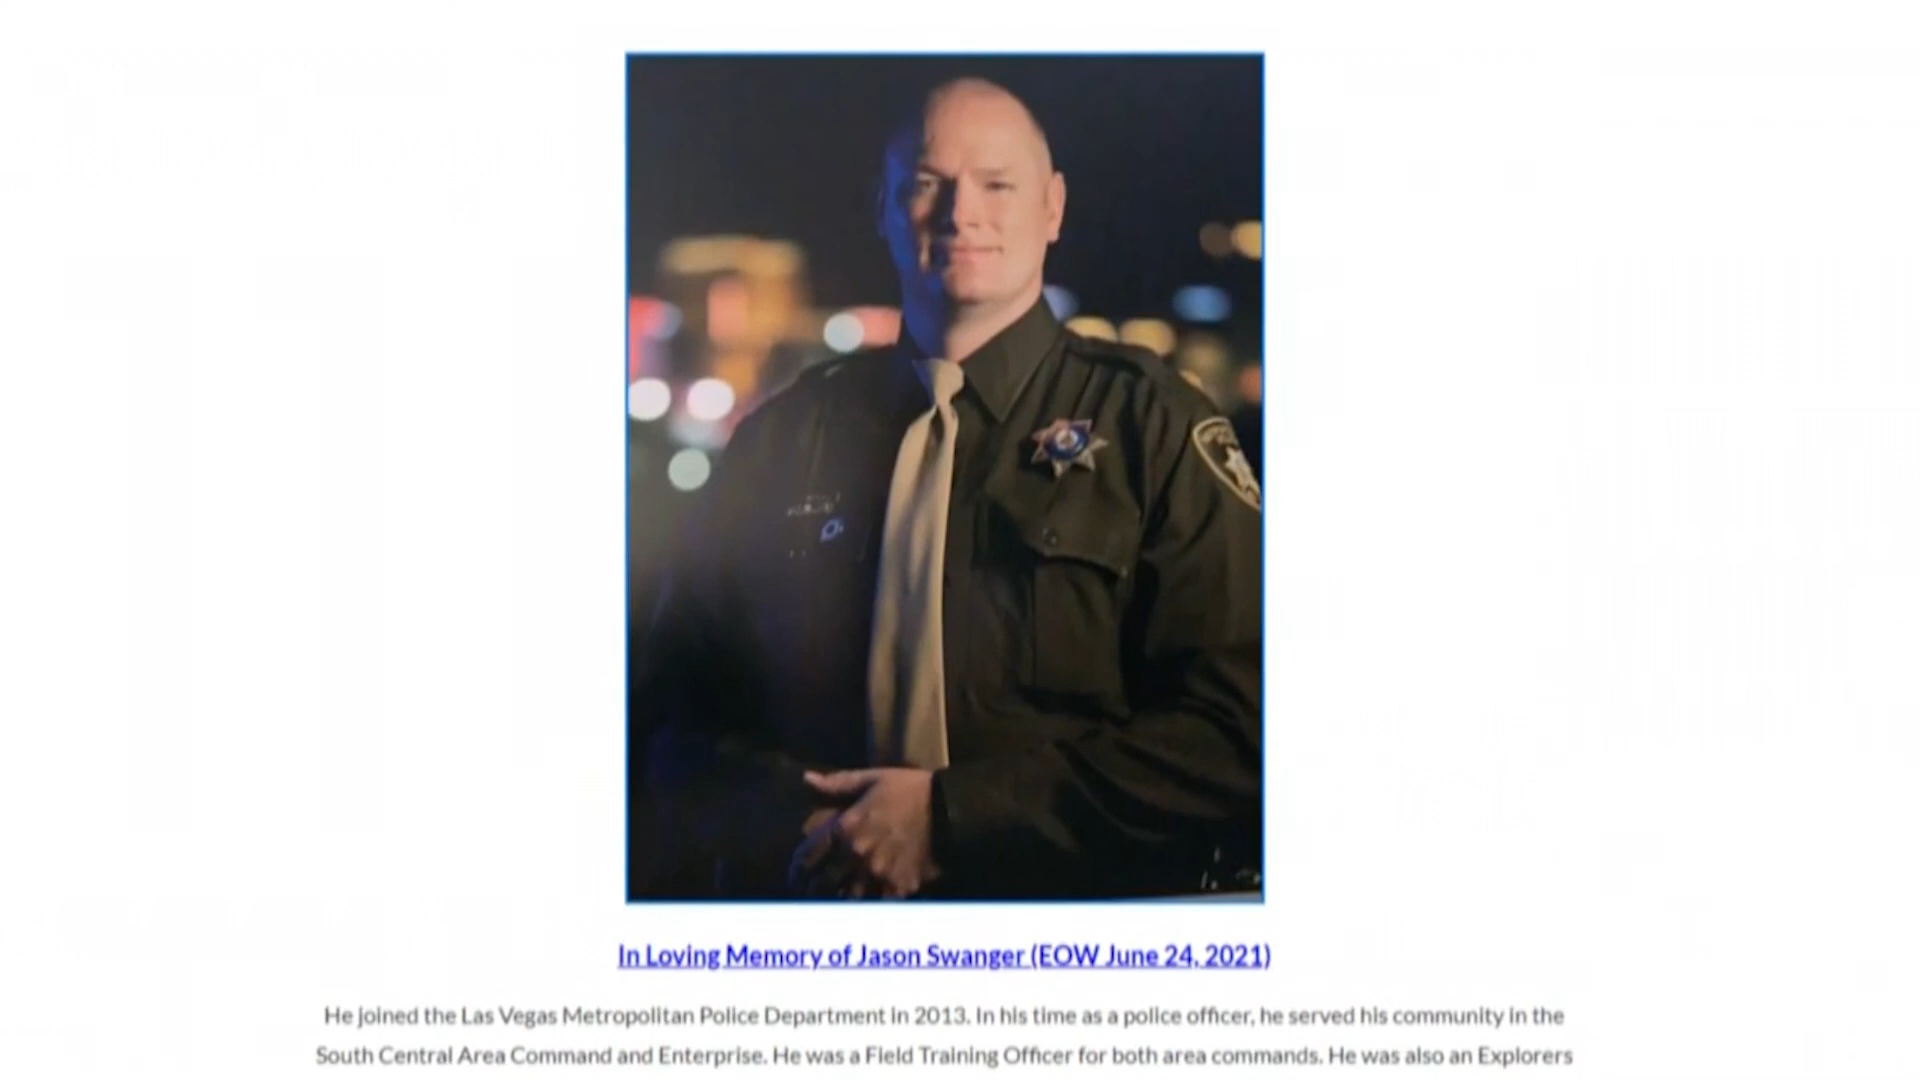 In Loving Memory of Jason Swanger (EOW June 24, 2021)
He joined the Las Vegas Metropolitan Police Department in 2013. In his time as a police officer, he served his community in the
South Central Area Command and Enterprise. He was a Field Training Officer for both area commands. He was also an Explorers